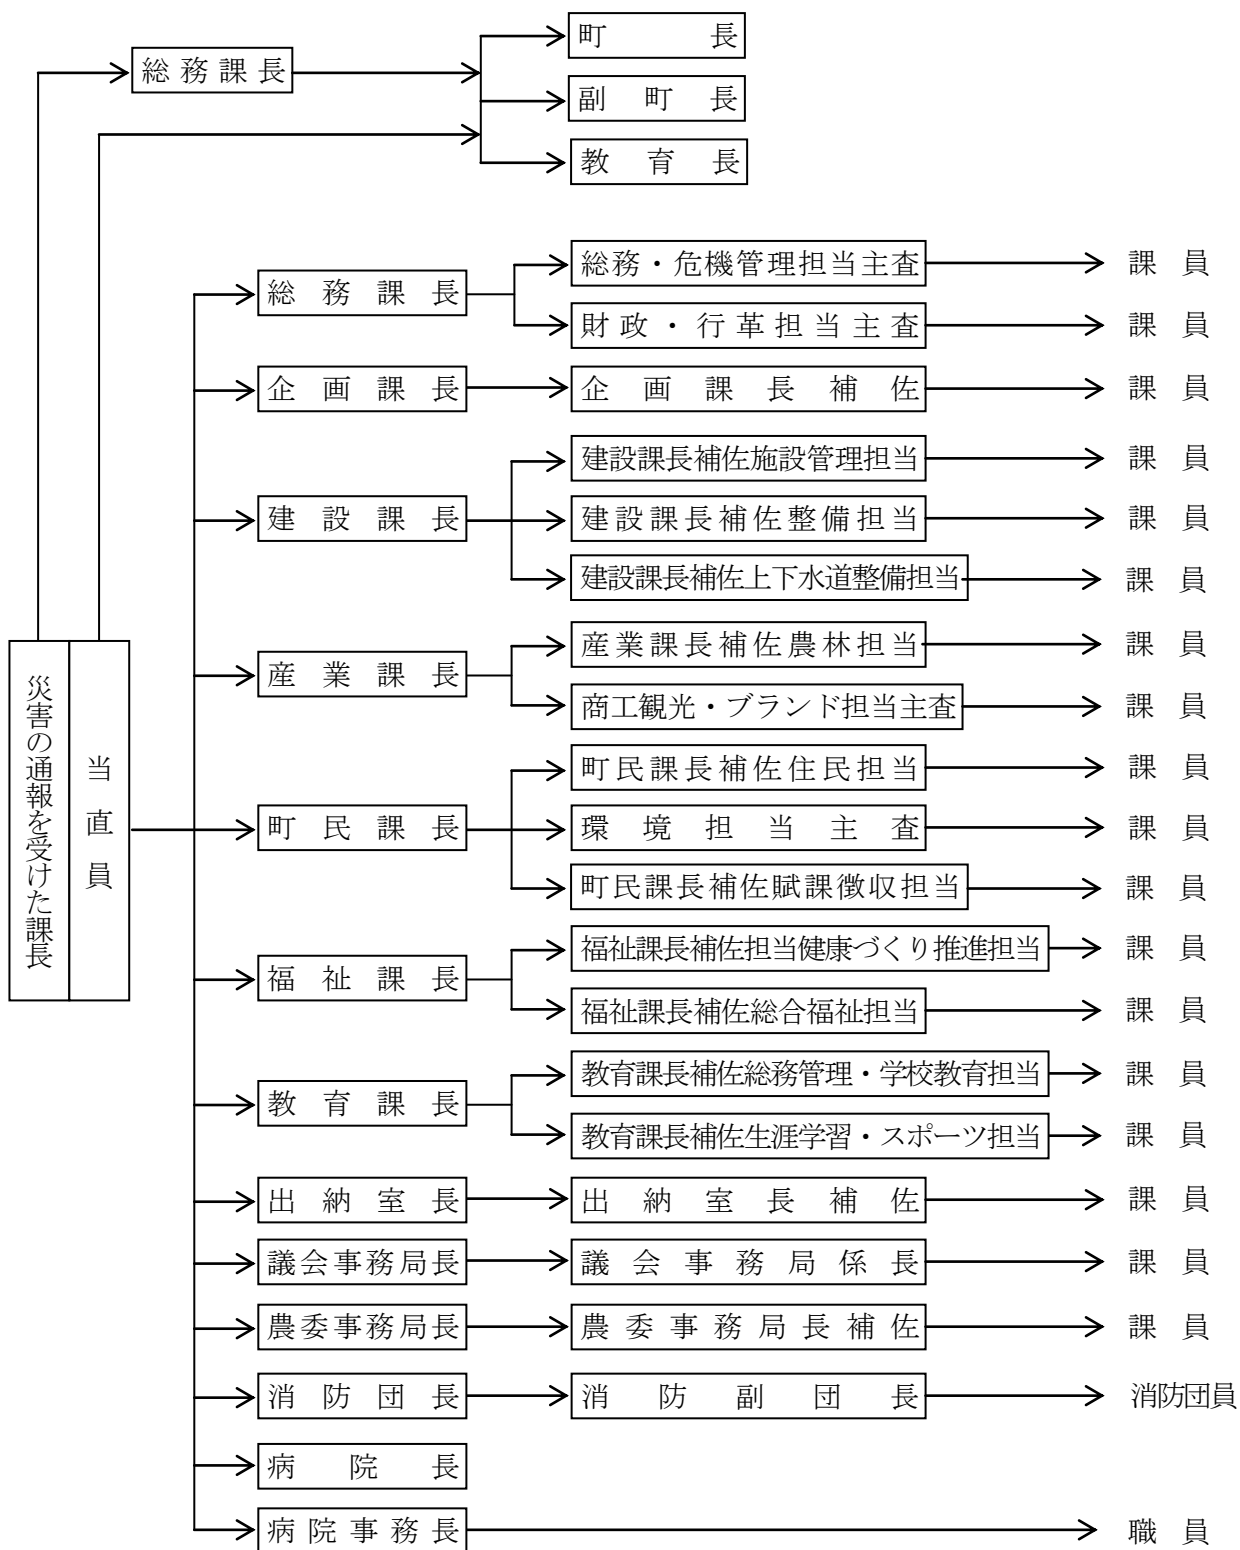 町長
総務課長
副町長
教育長
総務・危機管理担当主査 課員
総務課長
財政・行革担当主査 課員
企画課長 企画課長補佐 課員
建設課長補佐施設管理担当 課員
建設課長 建設課長補佐整備担当 課員
建設課長補佐上下水道整備担当 課員
産業課長補佐農林担当 課員
産業課長
商工観光・ブランド担当主査 課員
災害の通報を受けた課長
当直員
町民課長補佐住民担当 課員
町民課長 環境担当主査 課員
町民課長補佐賦課徴収担当 課員
福祉課長補佐担当健康づくり推進担当 課員
福祉課長
福祉課長補佐総合福祉担当 課員
教育課長補佐総務管理・学校教育担当 課員
教育課長
教育課長補佐生涯学習・スポーツ担当 課員
出納室長 出納室長補佐 課員
議会事務局長 議会事務局係長 課員
農委事務局長 農委事務局長補佐 課員
消防団長 消防副団長 消防団員
病院長
病院事務長 職員